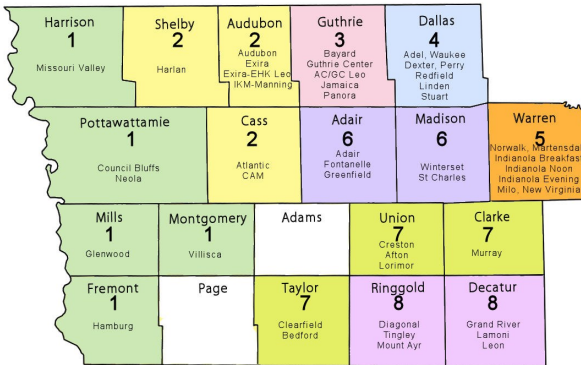 Harrison
1
Missouri Valley
Shelby
2
Harlan
Audubon
2
Audubon
Exira
Exira-EHK Leo
IKM-Manning
Guthrie
3
Bayard
Guthrie Center
AC/GC Leo
Jamaica
Panora
Dallas
4
Adel, Waukee
Dexter, Perry
Redfield
Linden
Stuart
Pottawattamie
1
Council Bluffs
Neola
Cass
2
Atlantic
CAM
Adair
6
Adair
Fontanelle
Greenfield
Madison
6
Winterset
St Charles
Warren
5
Norwalk, Martensdale
Indianola Breakfast
Indianola Noon
Indianola Evening
Milo, New Virginia
Mills
1
Glenwood
Montgomery
1
Villisca
Adams
Union
7
Creston
Afton
Lorimor
Clarke
7
Murray
Fremont
1
Hamburg
Page
Taylor
7
Clearfield
Bedford
Ringgold
8
Diagonal
Tingley
Mount Ayr
Decatur
8
Grand River
Lamoni
Leon